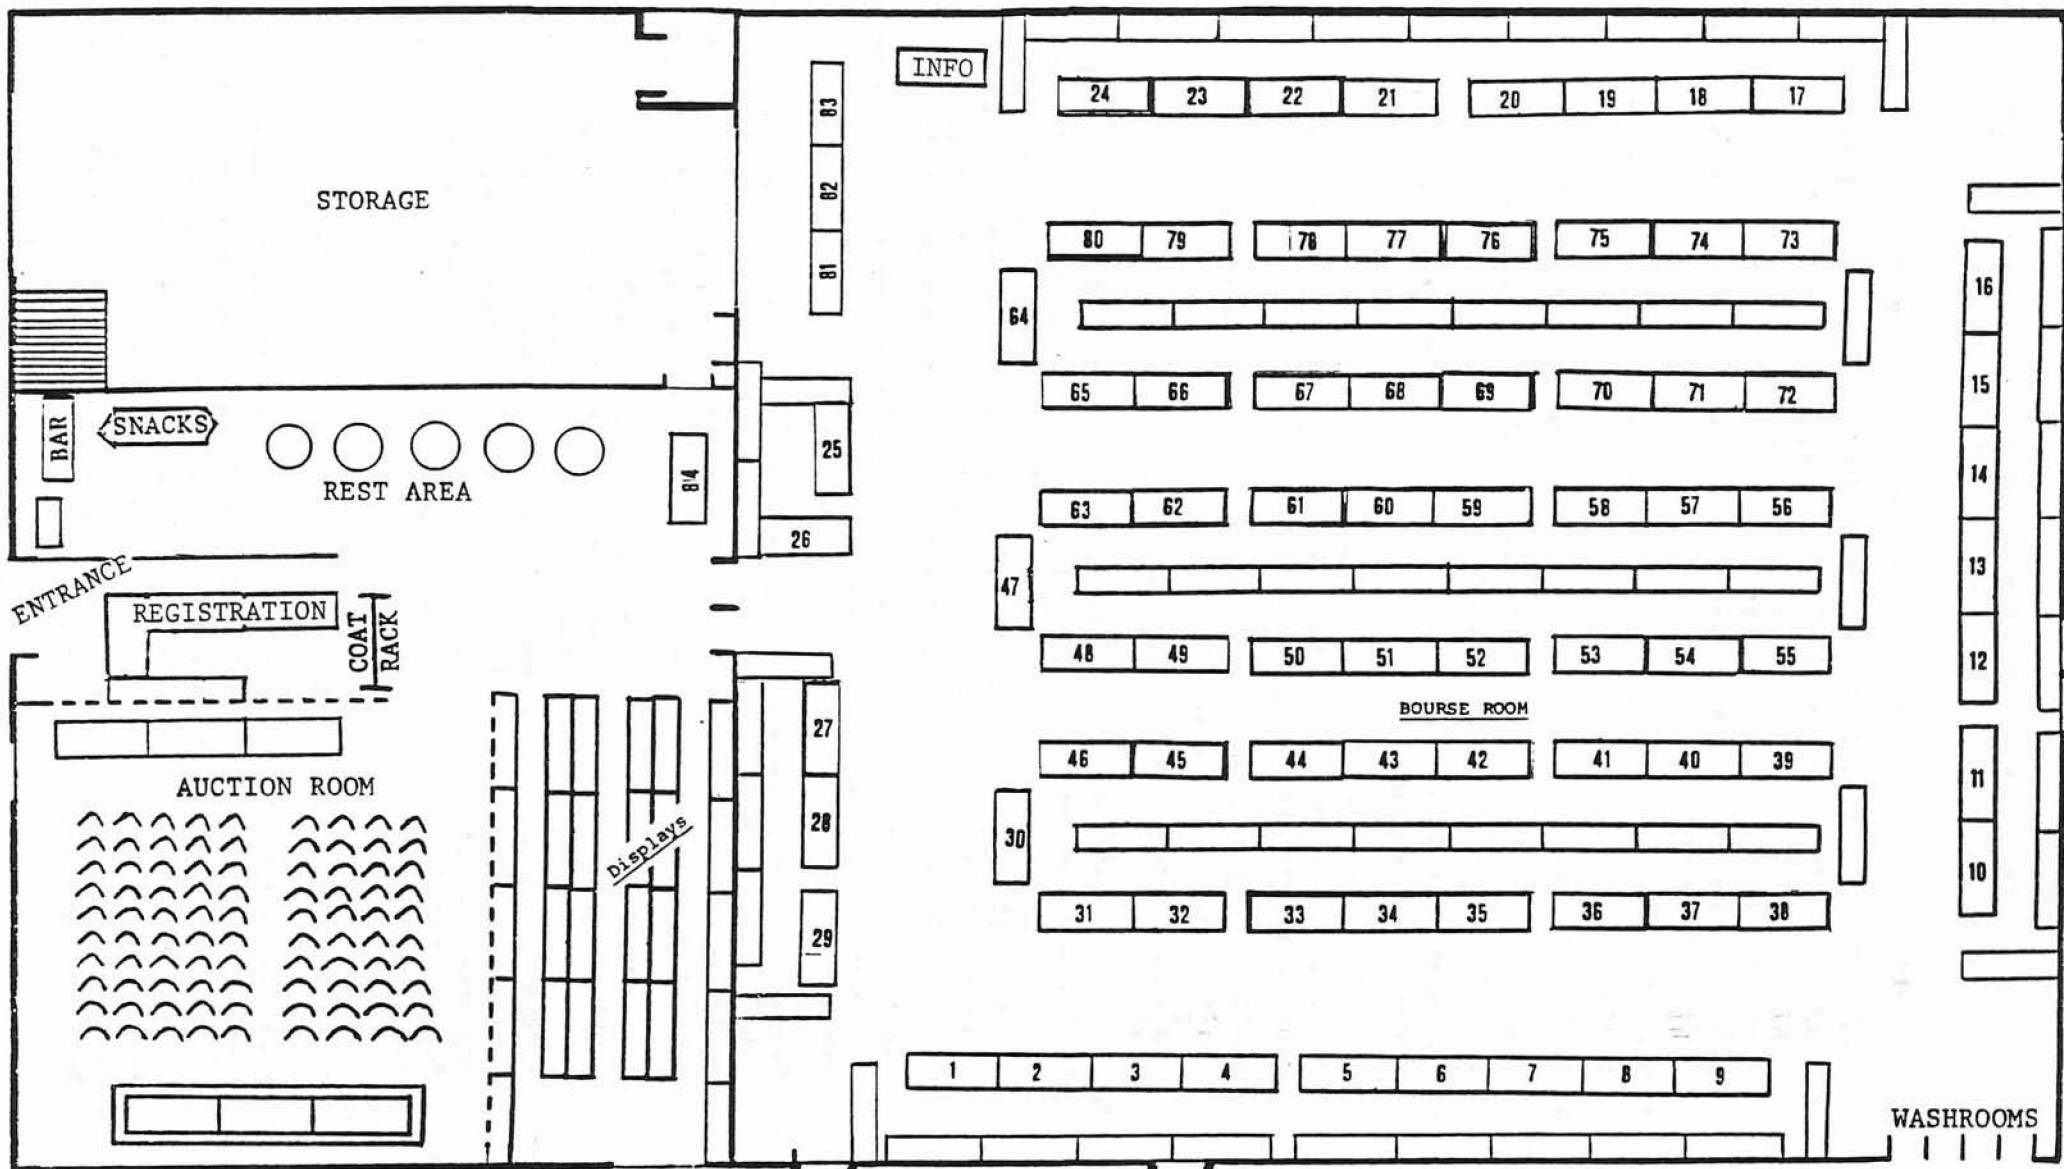 INFO
24 23 22 21 20 19 18 17
83
82
81
STORAGE
80 79 78 77 76 75 74 73
64
65 66 67 68 69 70 71 72
16
15
14
13
12
BAR
SNACKS
REST AREA
84
25
26
63 62 61 60 59 58 57 56
47
48 49 50 51 52 53 54 55
ENTRANCE
REGISTRATION
COAT
RACK
BOURSE ROOM
27
28
29
46 45 44 43 42 41 40 39
30
31 32 33 34 35 36 37 38
11
10
AUCTION ROOM
Displays
1 2 3 4 5 6 7 8 9
WASHROOMS